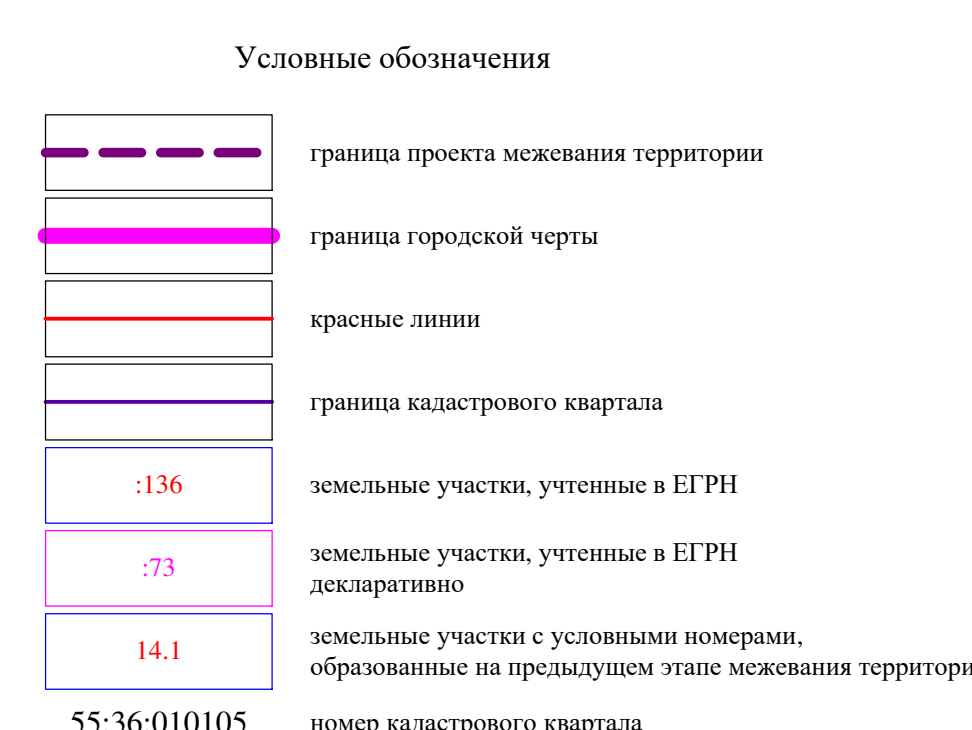 Условные обозначения
граница проекта межевания территории
граница городской черты
красные линии
граница кадастрового квартала
:136
земельные участки, учтенные в ЕГРН
:73
земельные участки, учтенные в ЕГРН
декларативно
14.1
земельные участки с условными номерами,
образованные на предыдущем этапе межевания территори
55:36:010105
номер кадастрового квартала